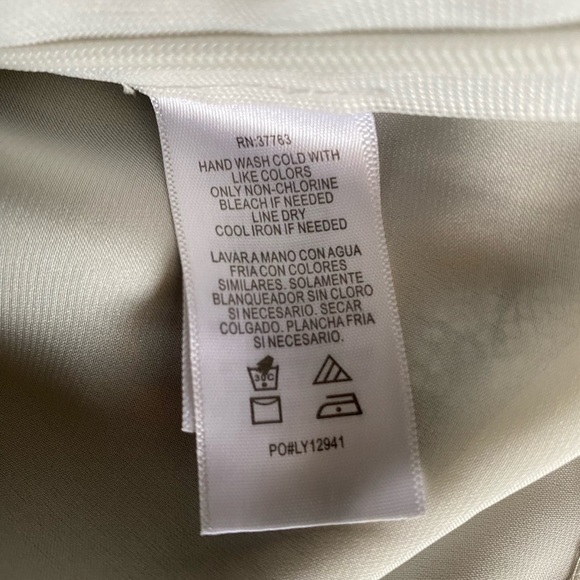 RN:37763
HAND WASH COLD WITH
LIKE COLORS
ONLY NON-CHLORINE
BLEACH IF NEEDED
LINE DRY
COOL IRON IF NEEDED
LAVAR A MANO CON AGUA
FRIA CON COLORES
SIMILARES. SOLAMENTE
BLANQUEADOR SIN CLORO
SI NECESARIO. SECAR
COLGADO. PLANCHA FRIA
SI NECESARIO.
30C
PO#LY12941